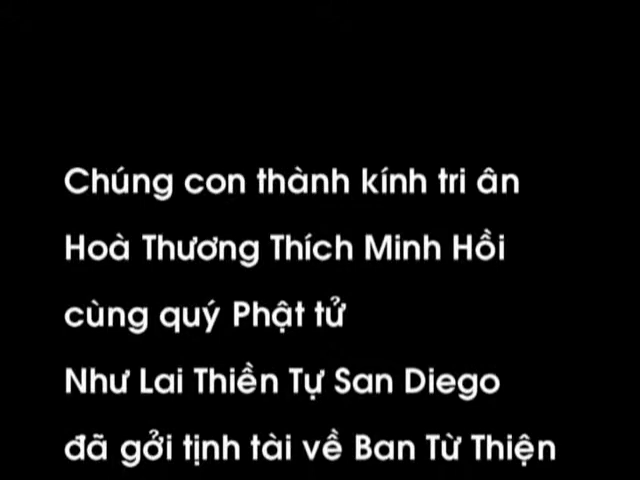 Chúng con thành kính tri ân
Hoà Thương Thích Minh Hồi
cùng quý Phật tử
Như Lai Thiền Tự San Diego
đã gởi tịnh tài về Ban Từ Thiện